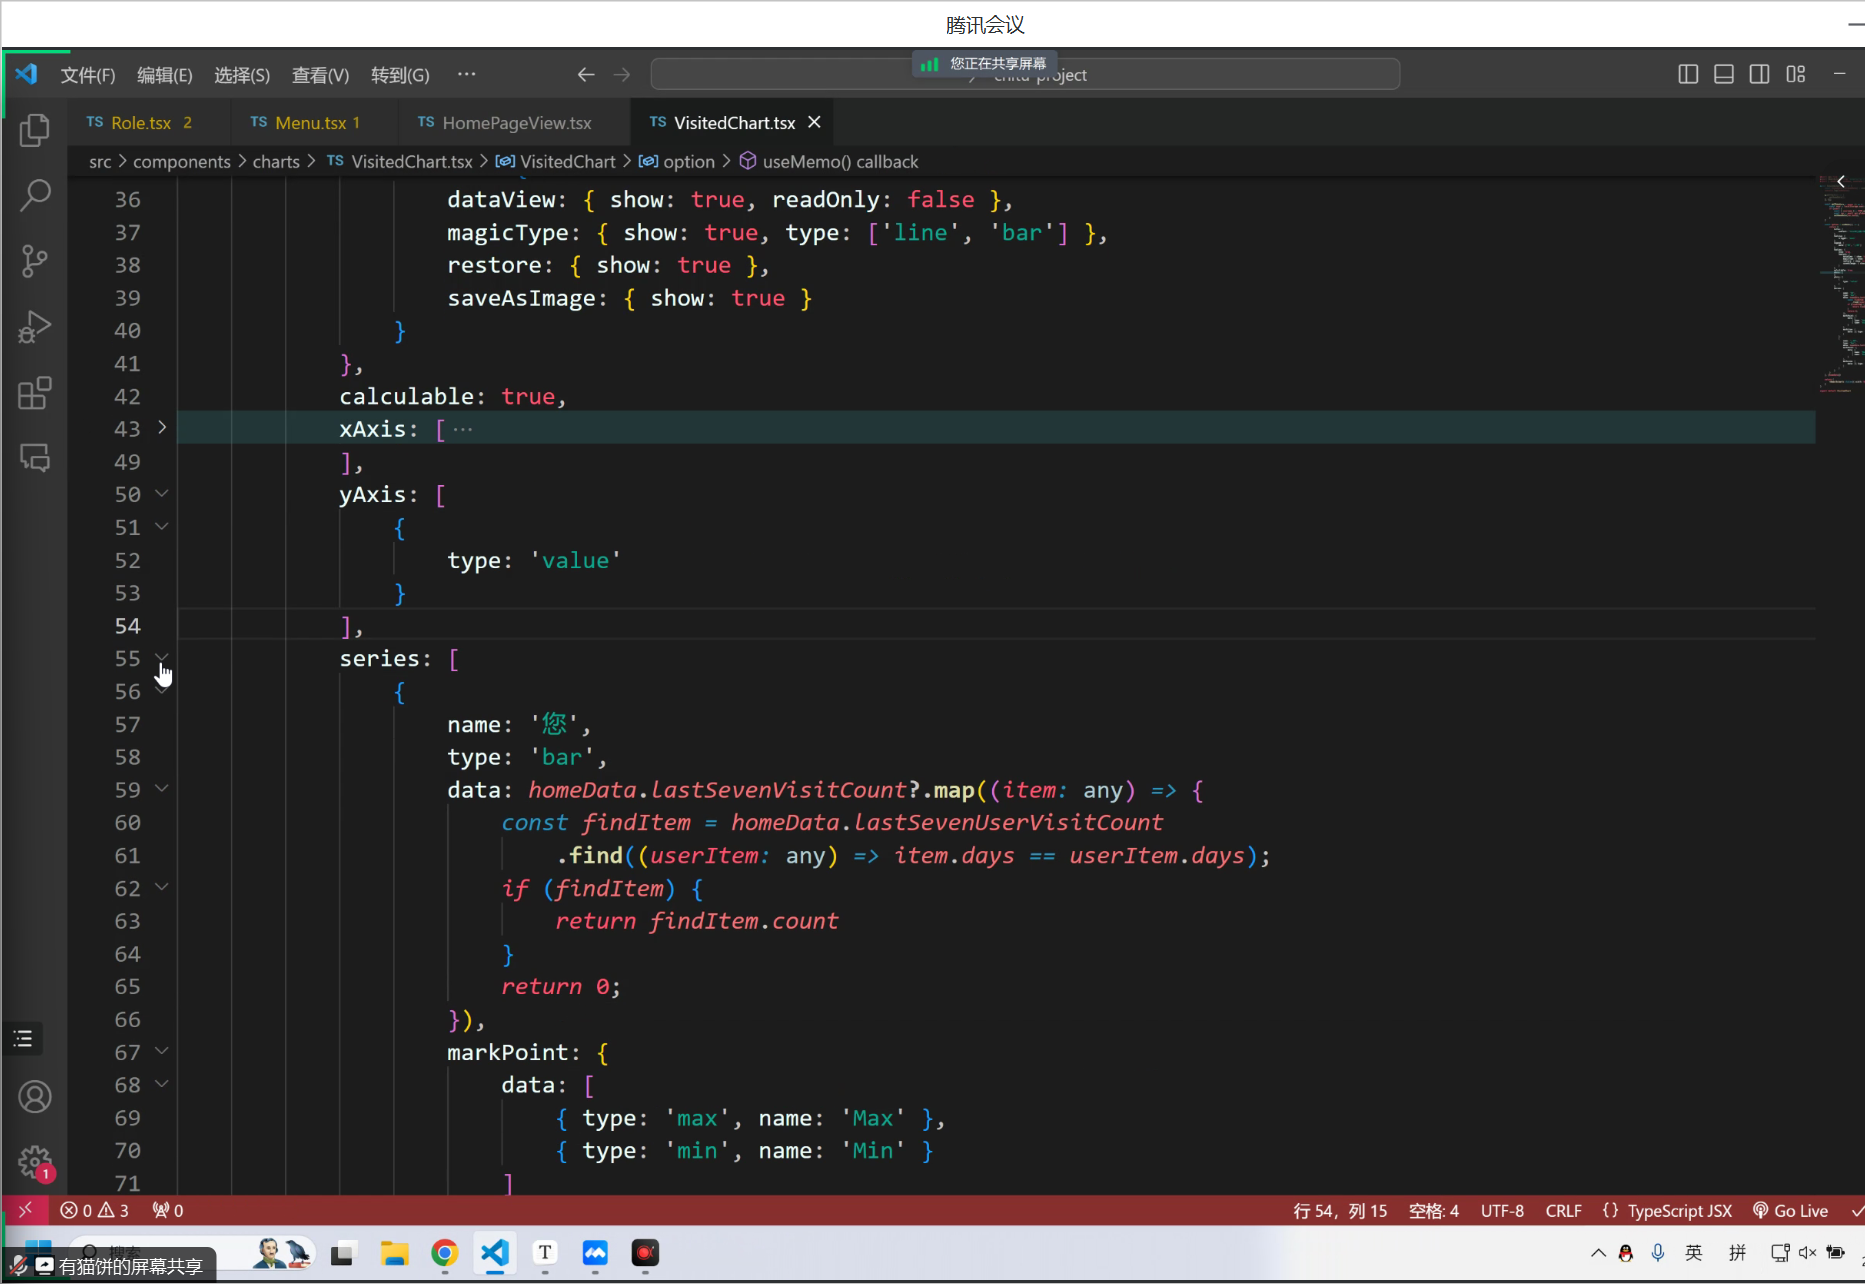 腾讯会议
文件(F) 编辑(E) 选择(S) 查看(V) 转到(G) ···
您正在共享屏幕
project
TS Role.tsx 2 TS Menu.tsx 1 TS HomePageView.tsx TS VisitedChart.tsx
src > components > charts > TS VisitedChart.tsx > VisitedChart > option > useMemo() callback
36 dataView: { show: true, readOnly: false },
37 magicType: { show: true, type: ['line', 'bar'] },
38 restore: { show: true },
39 saveAsImage: { show: true }
40 }
41 },
42 calculable: true,
43 xAxis: [ ···
49 ],
50 yAxis: [
51 {
52 type: 'value'
53 }
54 ],
55 series: [
56 {
57 name: '您',
58 type: 'bar',
59 data: homeData.lastSevenVisitCount?.map((item: any) => {
60 const findItem = homeData.lastSevenUserVisitCount
61 .find((userItem: any) => item.days == userItem.days);
62 if (findItem) {
63 return findItem.count
64 }
65 return 0;
66 }),
67 markPoint: {
68 data: [
69 { type: 'max', name: 'Max' },
70 { type: 'min', name: 'Min' }
71 ]
1
0 3 0 行 54，列 15 空格: 4 UTF-8 CRLF {} TypeScript JSX Go Live
搜索
T
英 拼
有猫饼的屏幕共享